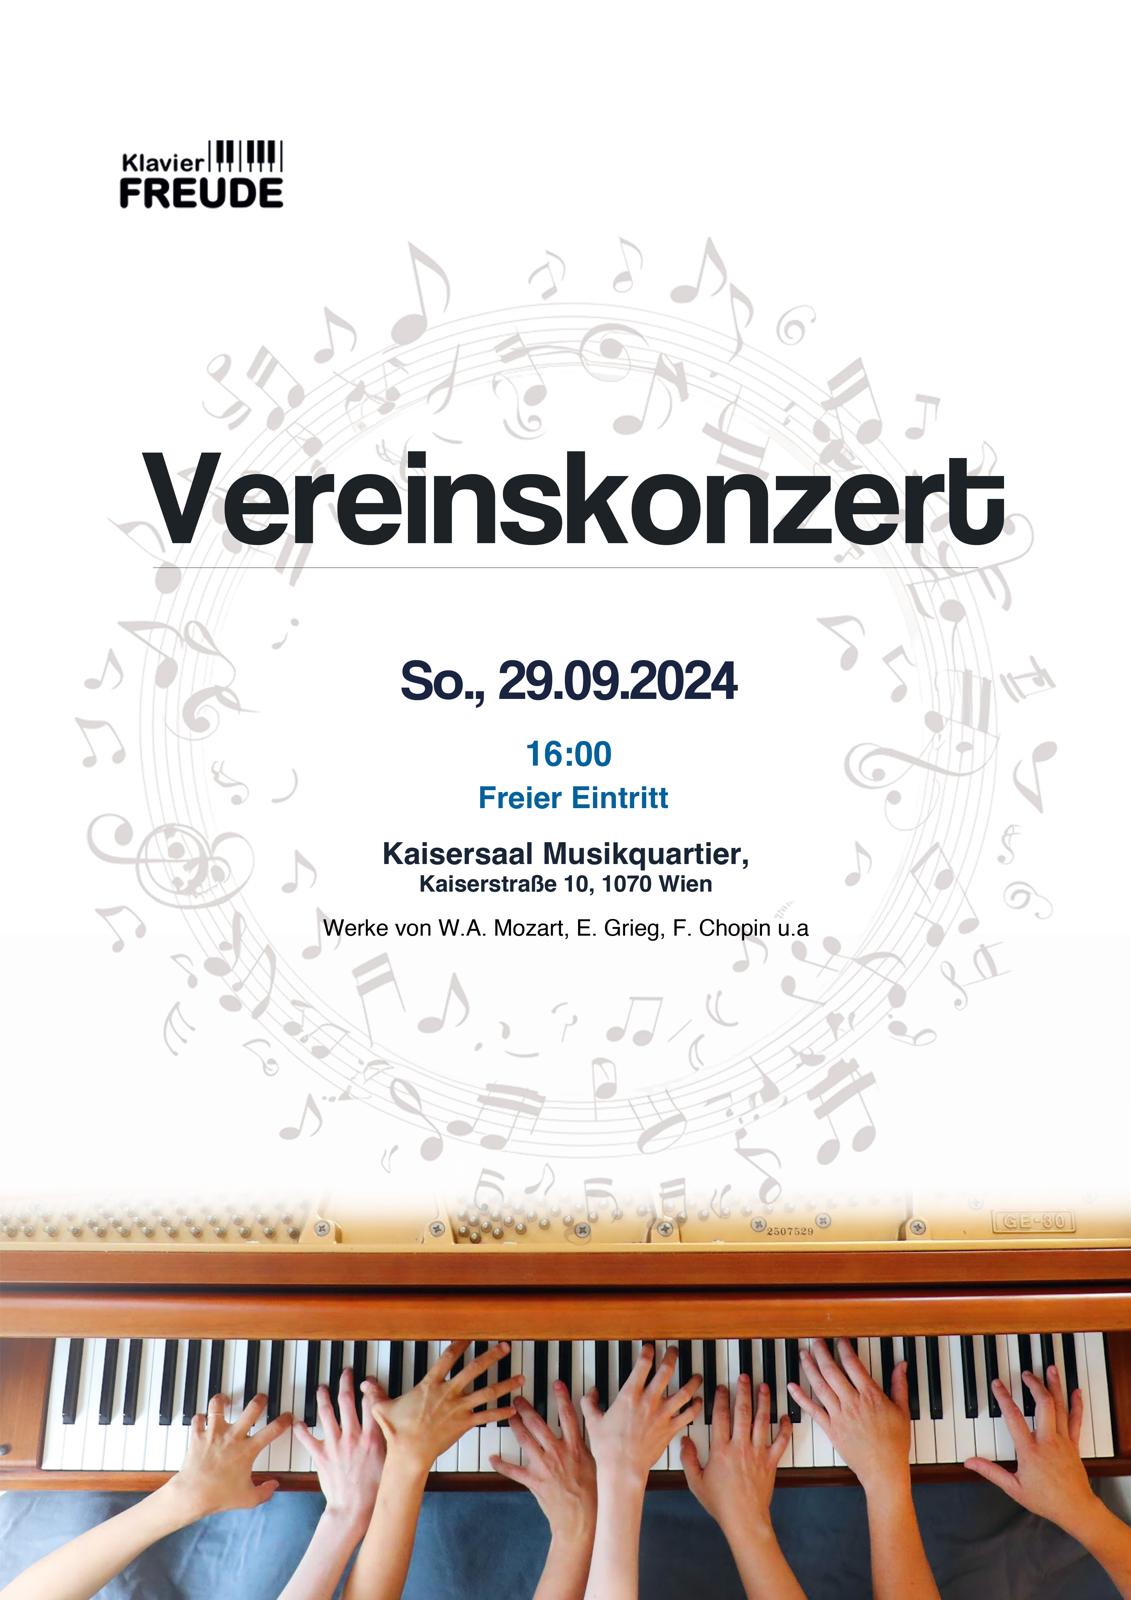 Klavier
FREUDE
Vereinskonzert
So., 29.09.2024
16:00
Freier Eintritt
Kaisersaal Musikquartier,
Kaiserstraße 10, 1070 Wien
Werke von W.A. Mozart, E. Grieg, F. Chopin u.a
GE-30
2507529